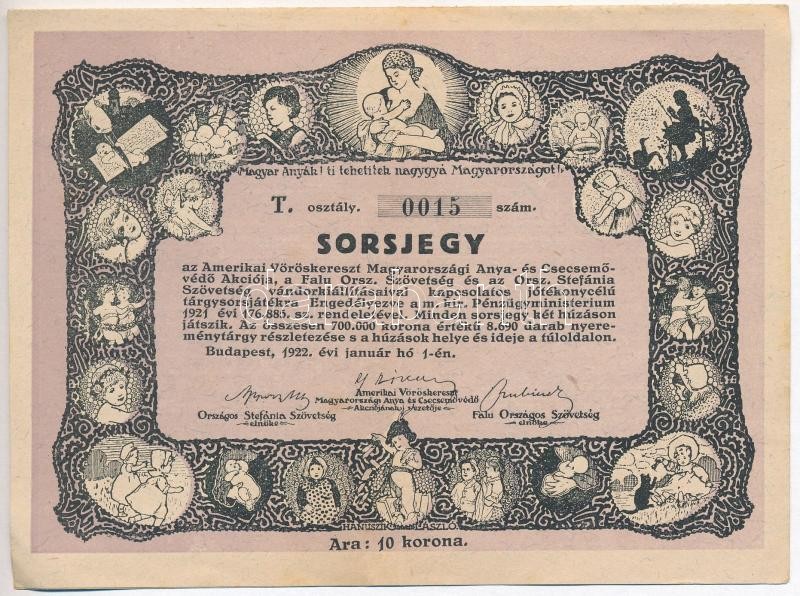 Magyar Anyák! ti tehetitek nagygyá Magyarországot!
T. osztály. 0015 szám.
SORSJEGY
az Amerikai Vöröskereszt Magyarországi Anya- és Csecsemő-
védő Akciója, a Falu Orsz. Szövetség és az Orsz. Stefánia
Szövetség vándorkiállításaival kapcsolatos jótékonycélú
tárgysorsjátékra Engedélyezve a m. kir. Pénzügyministerium
1921 évi 176.885. sz. rendeletével. Minden sorsjegy két húzáson
játszik. Az összesen 700.000 korona értékű 8.690 darab nyere-
ménytárgy részletezése s a húzások helye és ideje a túloldalon.
Budapest, 1922. évi január hó 1-én.
Országos Stefánia Szövetség
elnöke
Amerikai Vöröskereszt
Magyarországi Anya és Csecsemővédő
Akciójának vezetője
Falu Országos Szövetség
elnöke
LÁSZLÓ
Ára: 10 korona.